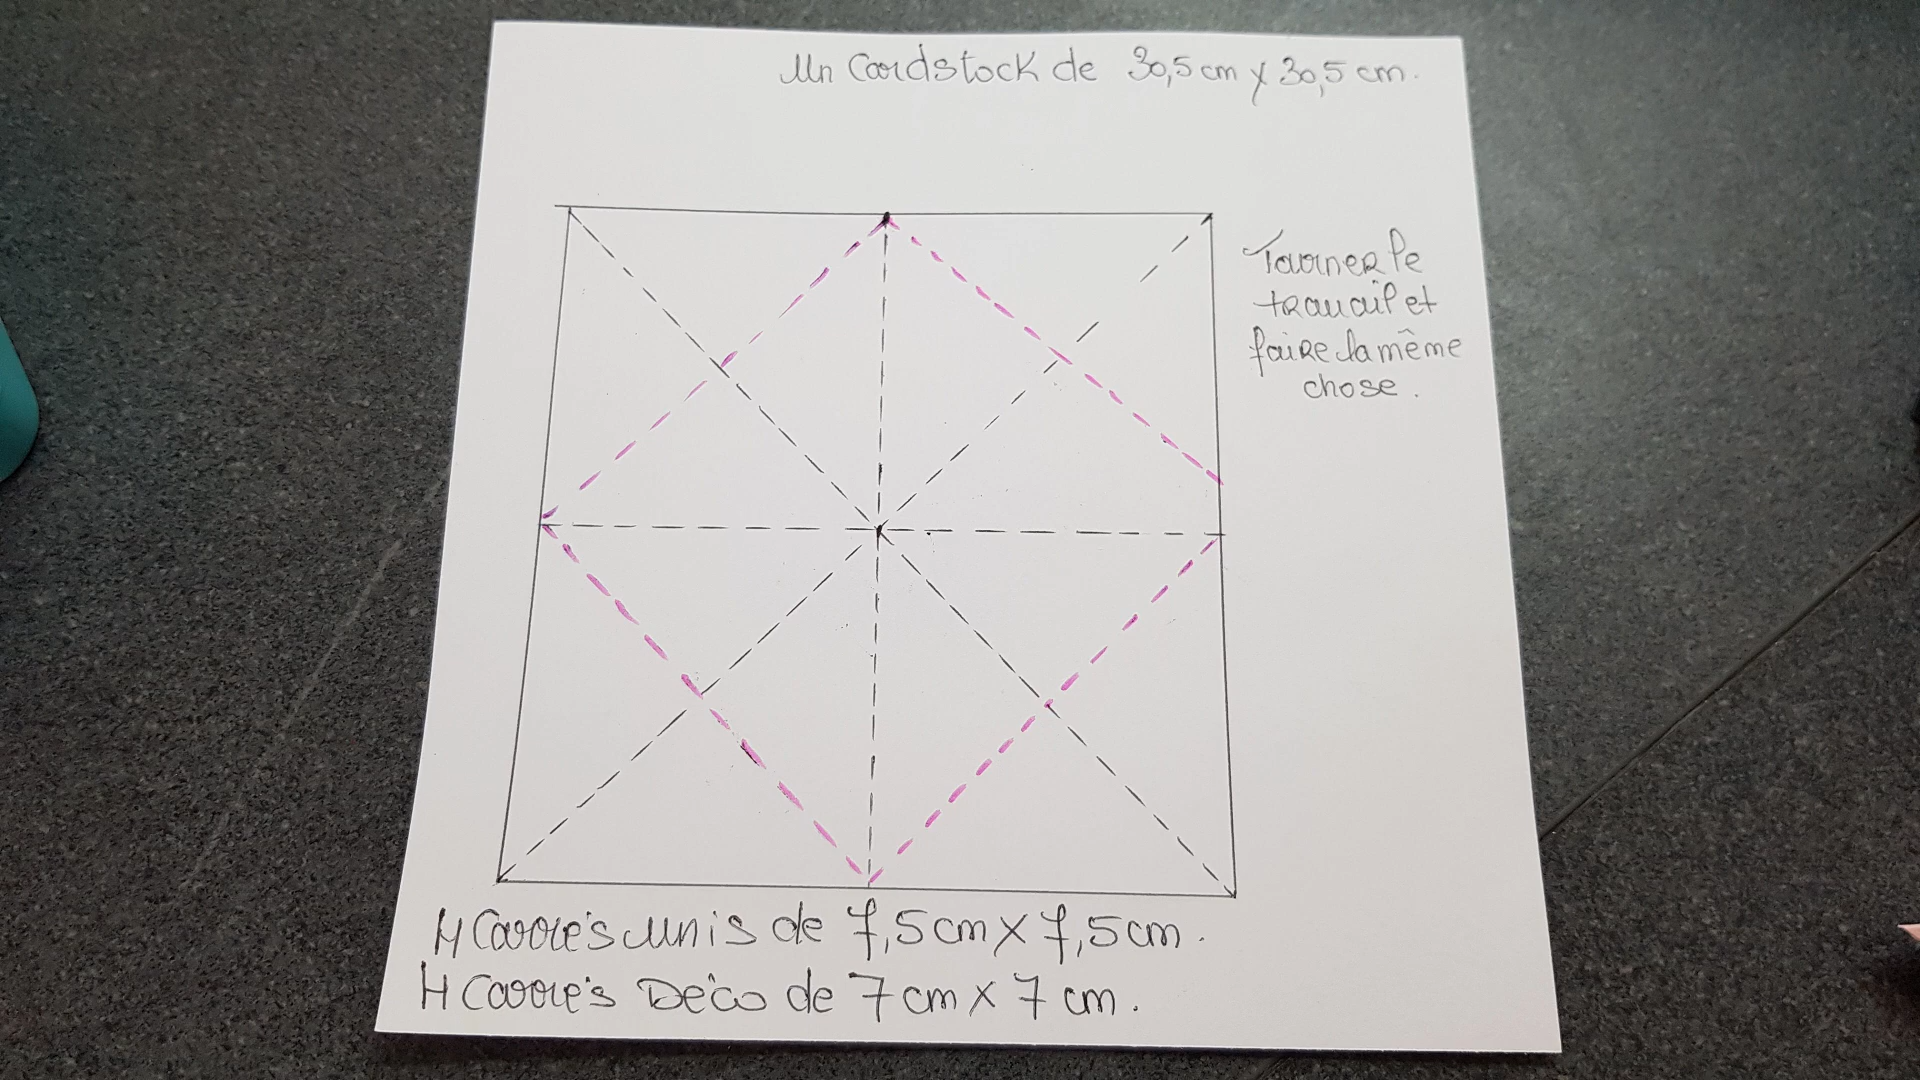 Un Cardstock de 30,5 cm x 30,5 cm.
Tourner le
travail et
faire la même
chose.
4 Carrés unis de 7,5 cm x 7,5 cm.
4 Carrés Déco de 7 cm x 7 cm.